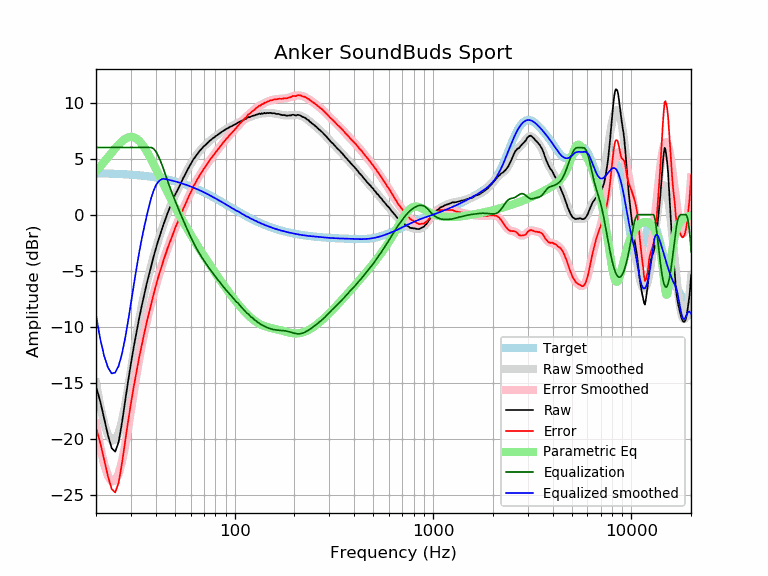 Anker SoundBuds Sport
Amplitude (dBr)
10
5
0
−5
−10
−15
−20
−25
100
1000
10000
Frequency (Hz)
Target
Raw Smoothed
Error Smoothed
Raw
Error
Parametric Eq
Equalization
Equalized smoothed